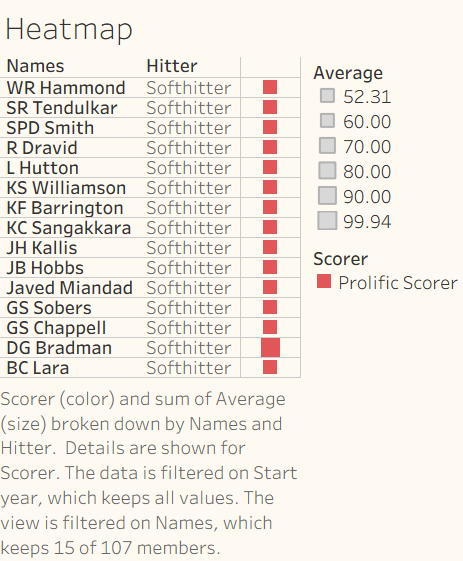 Heatmap
Names Hitter
WR Hammond Softhitter
SR Tendulkar Softhitter
SPD Smith Softhitter
R Dravid Softhitter
L Hutton Softhitter
KS Williamson Softhitter
KF Barrington Softhitter
KC Sangakkara Softhitter
JH Kallis Softhitter
JB Hobbs Softhitter
Javed Miandad Softhitter
GS Sobers Softhitter
GS Chappell Softhitter
DG Bradman Softhitter
BC Lara Softhitter
Average
52.31
60.00
70.00
80.00
90.00
99.94
Scorer
Prolific Scorer
Scorer (color) and sum of Average
(size) broken down by Names and
Hitter. Details are shown for
Scorer. The data is filtered on Start
year, which keeps all values. The
view is filtered on Names, which
keeps 15 of 107 members.